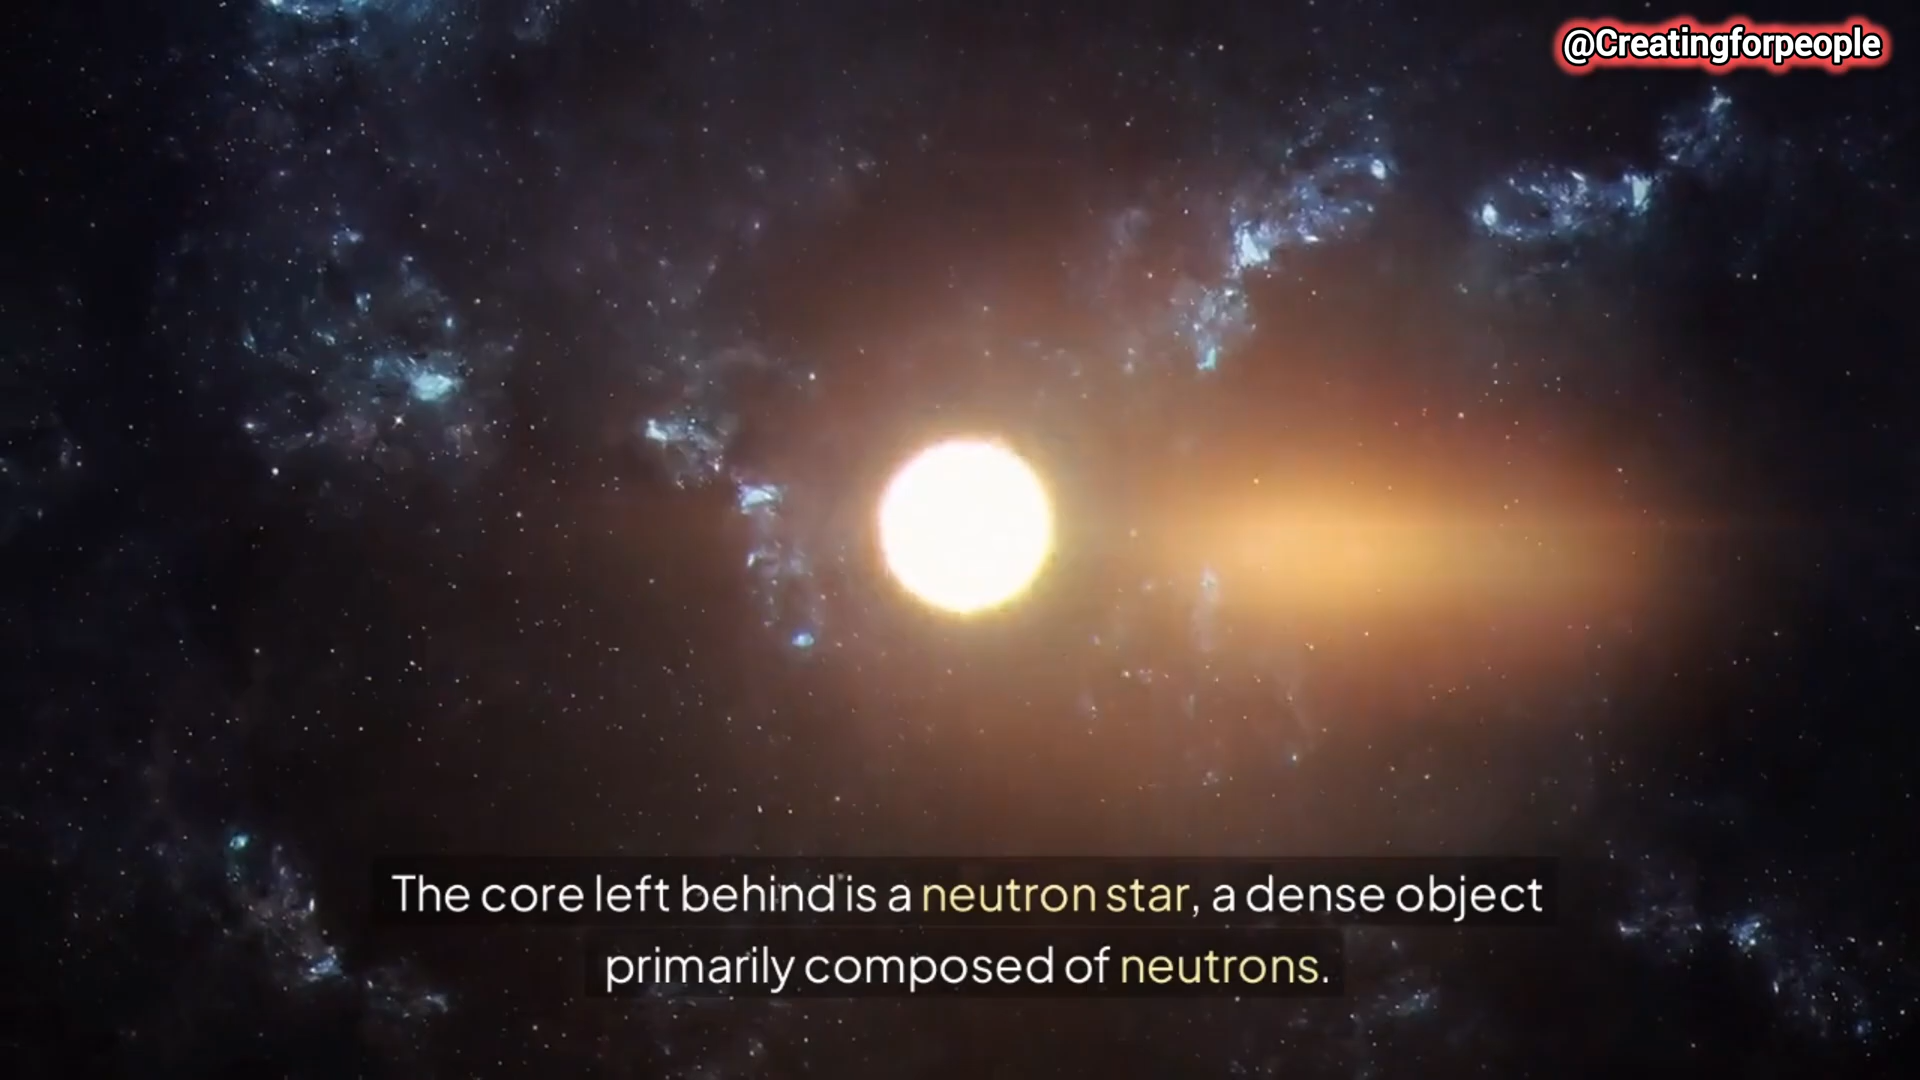 @Creatingforpeople
The core left behind is a neutron star, a dense object
primarily composed of neutrons.